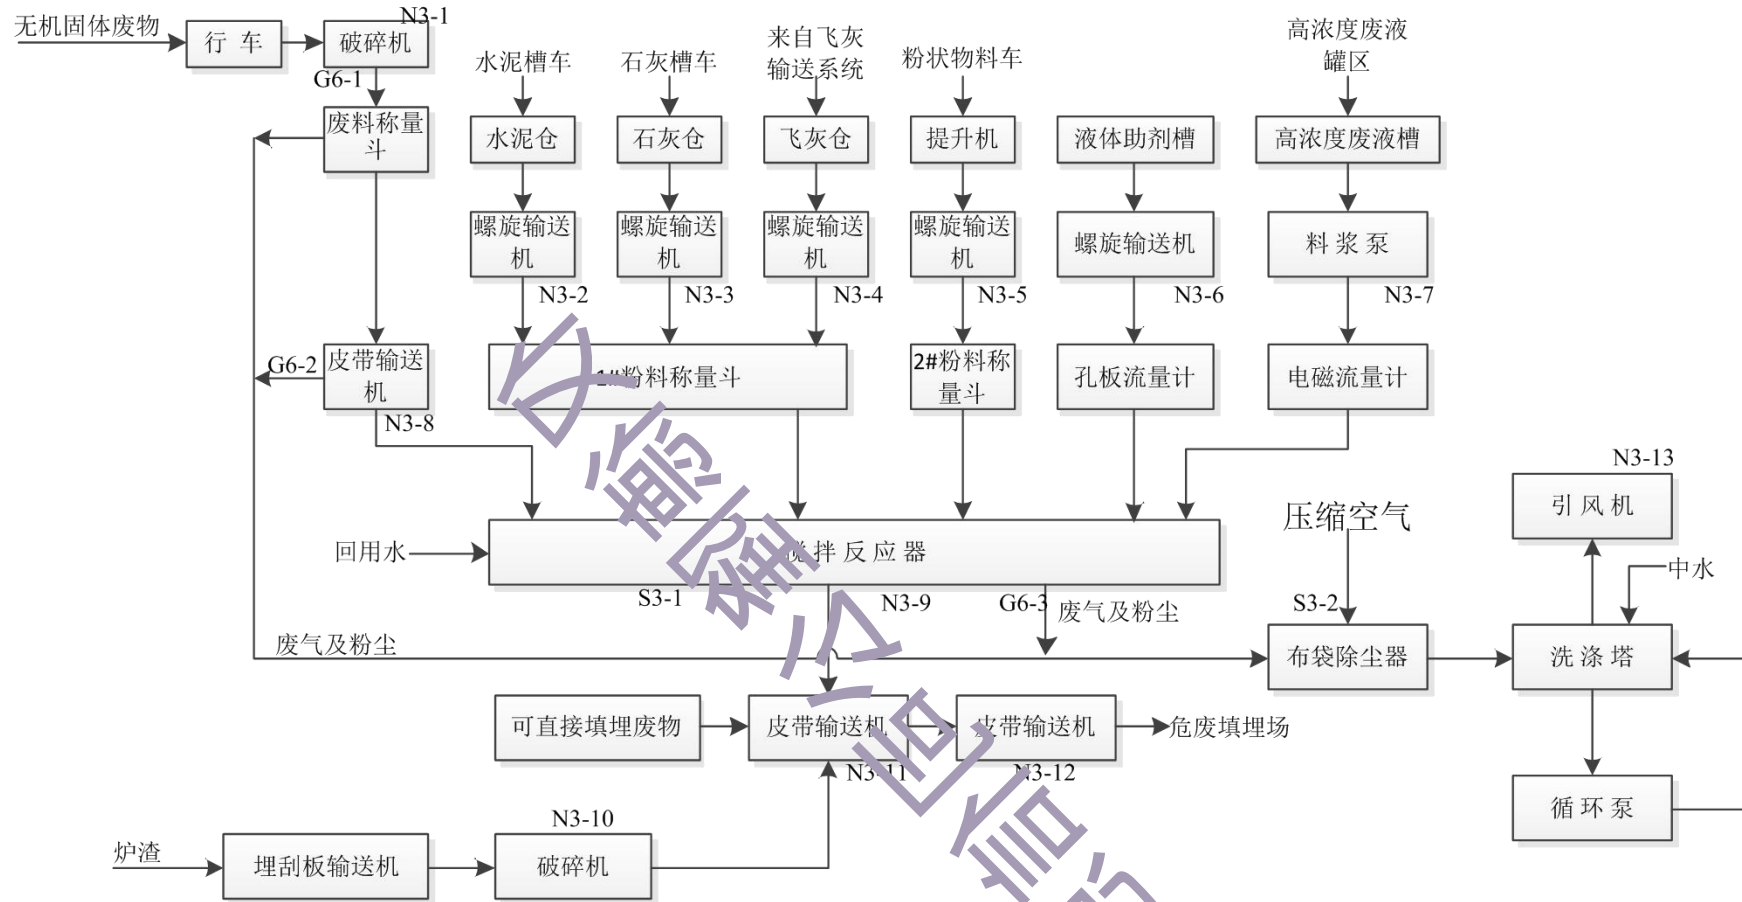 无机固体废物
行 车
破碎机
N3-1
G6-1
废料称量
斗
水泥槽车
石灰槽车
来自飞灰
输送系统
粉状物料车
高浓度废液
罐区
水泥仓
石灰仓
飞灰仓
提升机
液体助剂槽
高浓度废液槽
螺旋输送
机
螺旋输送
机
螺旋输送
机
螺旋输送
机
螺旋输送机
料 浆 泵
N3-2
N3-3
N3-4
N3-5
N3-6
N3-7
G6-2
皮带输送
机
N3-8
1#粉料称量斗
2#粉料称
量斗
孔板流量计
电磁流量计
N3-13
引 风 机
压缩空气
回用水
搅 拌 反 应 器
中水
S3-1
N3-9
G6-3
废气及粉尘
S3-2
废气及粉尘
布袋除尘器
洗 涤 塔
可直接填埋废物
皮带输送机
皮带输送机
危废填埋场
N3-11
N3-12
循 环 泵
N3-10
炉渣
埋刮板输送机
破碎机